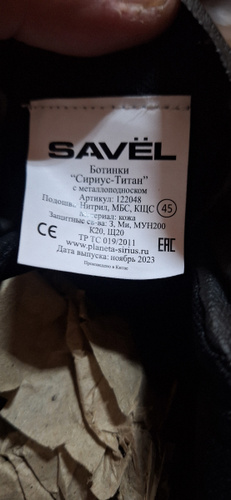 SAVËL
Ботинки
"Сириус-Титан"
с металлоподноском
Артикул: 122048
Подошва: Нитрил, МБС, КЩС 45
Материал: кожа
Защитные св-ва: З, Ми, МУН200
К20, Щ20
ТР ТС 019/2011
CE EAC
www.planeta-sirius.ru
Дата выпуска: ноябрь 2023
Произведено в Китае